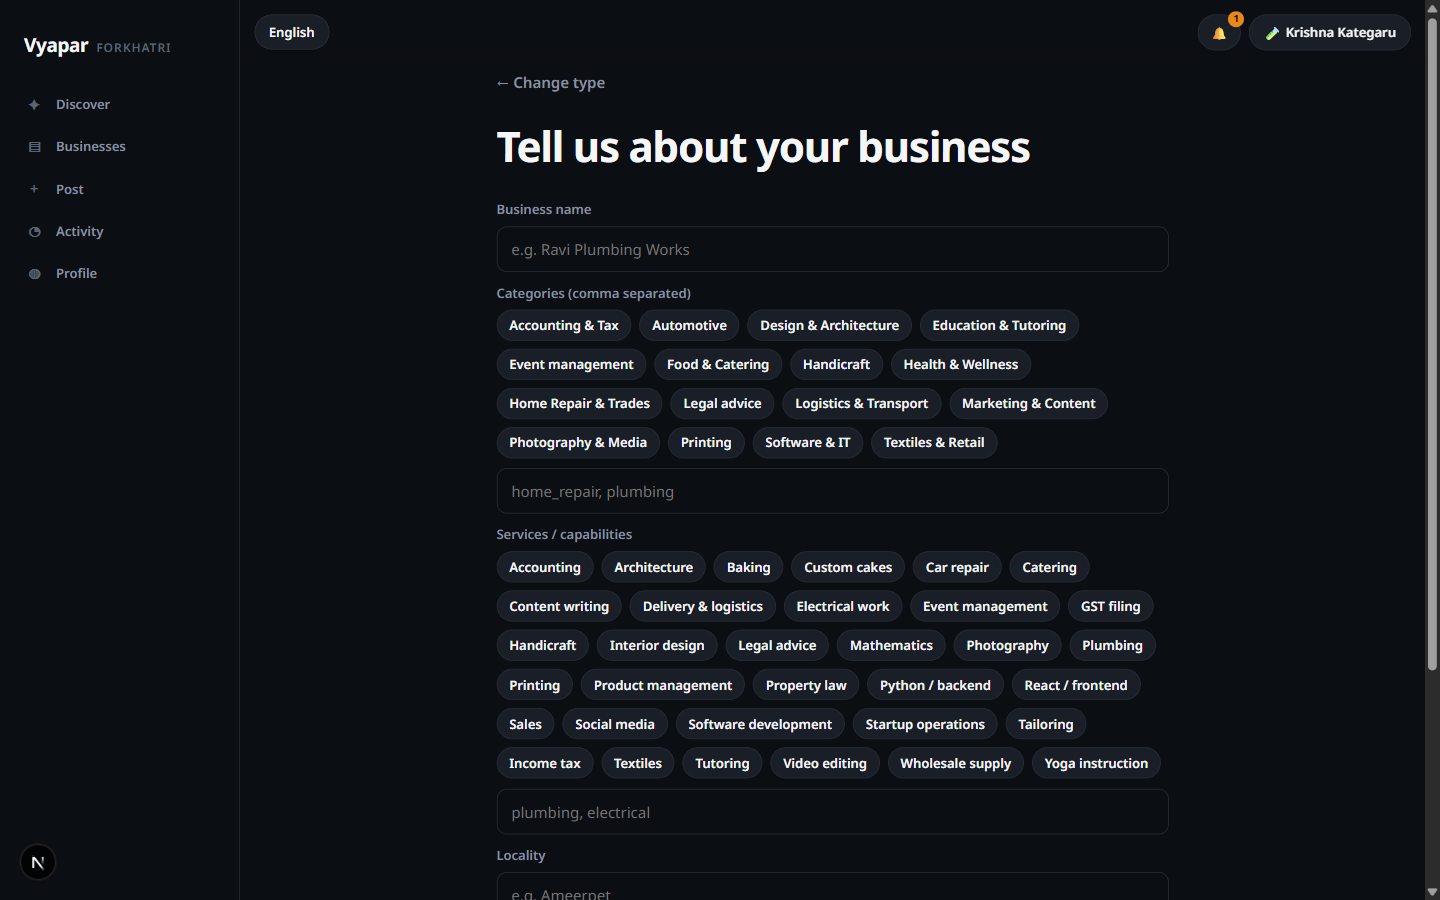 Vyapar FORKHATRI
English
1
Krishna Kategaru
Discover
Businesses
+ Post
Activity
Profile
← Change type
Tell us about your business
Business name
e.g. Ravi Plumbing Works
Categories (comma separated)
Accounting & Tax Automotive Design & Architecture Education & Tutoring
Event management Food & Catering Handicraft Health & Wellness
Home Repair & Trades Legal advice Logistics & Transport Marketing & Content
Photography & Media Printing Software & IT Textiles & Retail
home_repair, plumbing
Services / capabilities
Accounting Architecture Baking Custom cakes Car repair Catering
Content writing Delivery & logistics Electrical work Event management GST filing
Handicraft Interior design Legal advice Mathematics Photography Plumbing
Printing Product management Property law Python / backend React / frontend
Sales Social media Software development Startup operations Tailoring
Income tax Textiles Tutoring Video editing Wholesale supply Yoga instruction
plumbing, electrical
Locality
e.g. Ameerpet
N